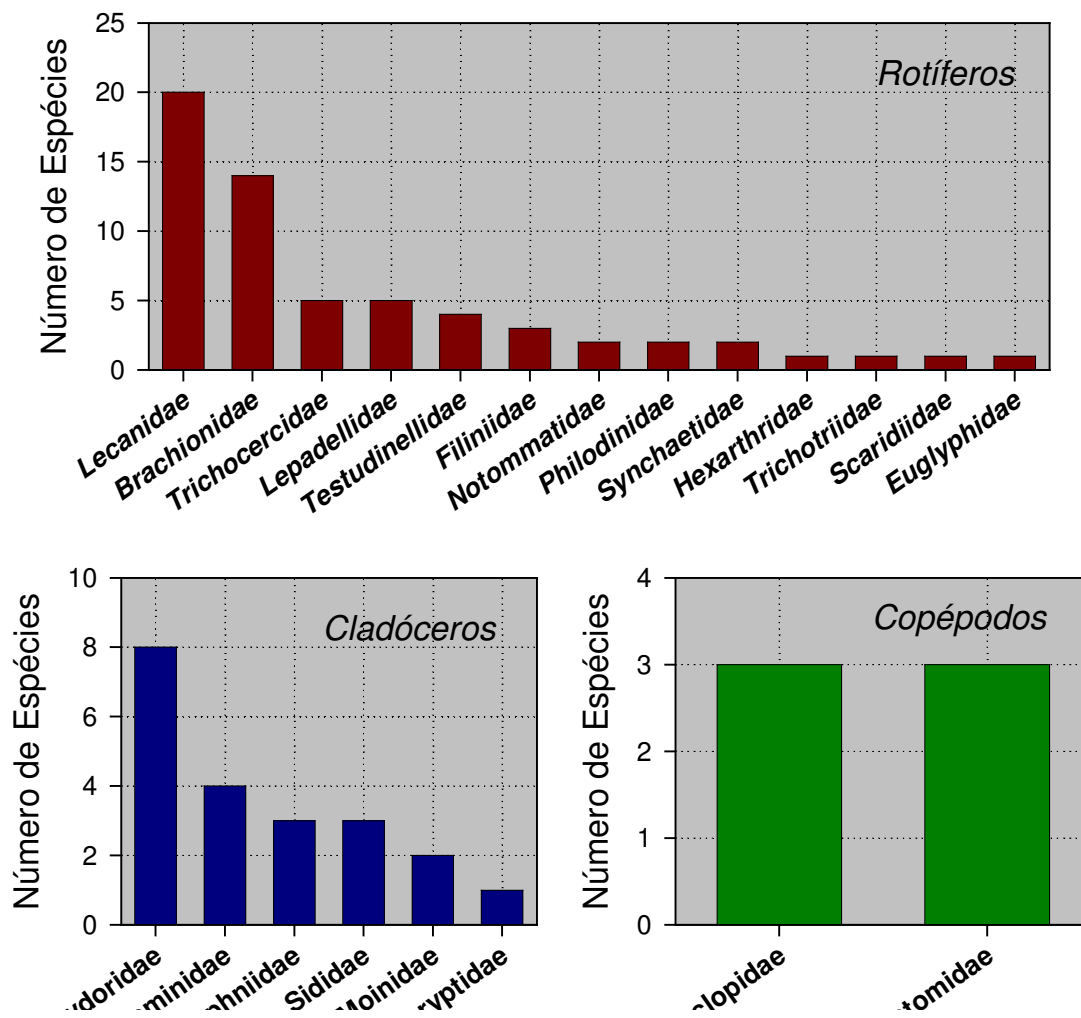 Número de Espécies
25
20
15
10
5
0
Rotíferos
Lecanidae
Brachionidae
Trichocercidae
Lepadellidae
Testudinellidae
Filiniidae
Notommatidae
Philodinidae
Synchaetidae
Hexarthridae
Trichotriidae
Scaridiidae
Euglyphidae
Número de Espécies
10
8
6
4
2
0
Cladóceros
Sididae
Moinidae
Número de Espécies
4
3
2
1
0
Copépodos